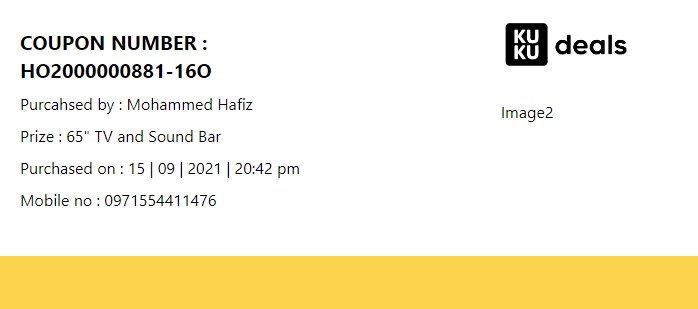 COUPON NUMBER :
HO2000000881-16O
Purcahsed by : Mohammed Hafiz
Prize : 65" TV and Sound Bar
Purchased on : 15 | 09 | 2021 | 20:42 pm
Mobile no : 0971554411476
KU
KU deals
Image2